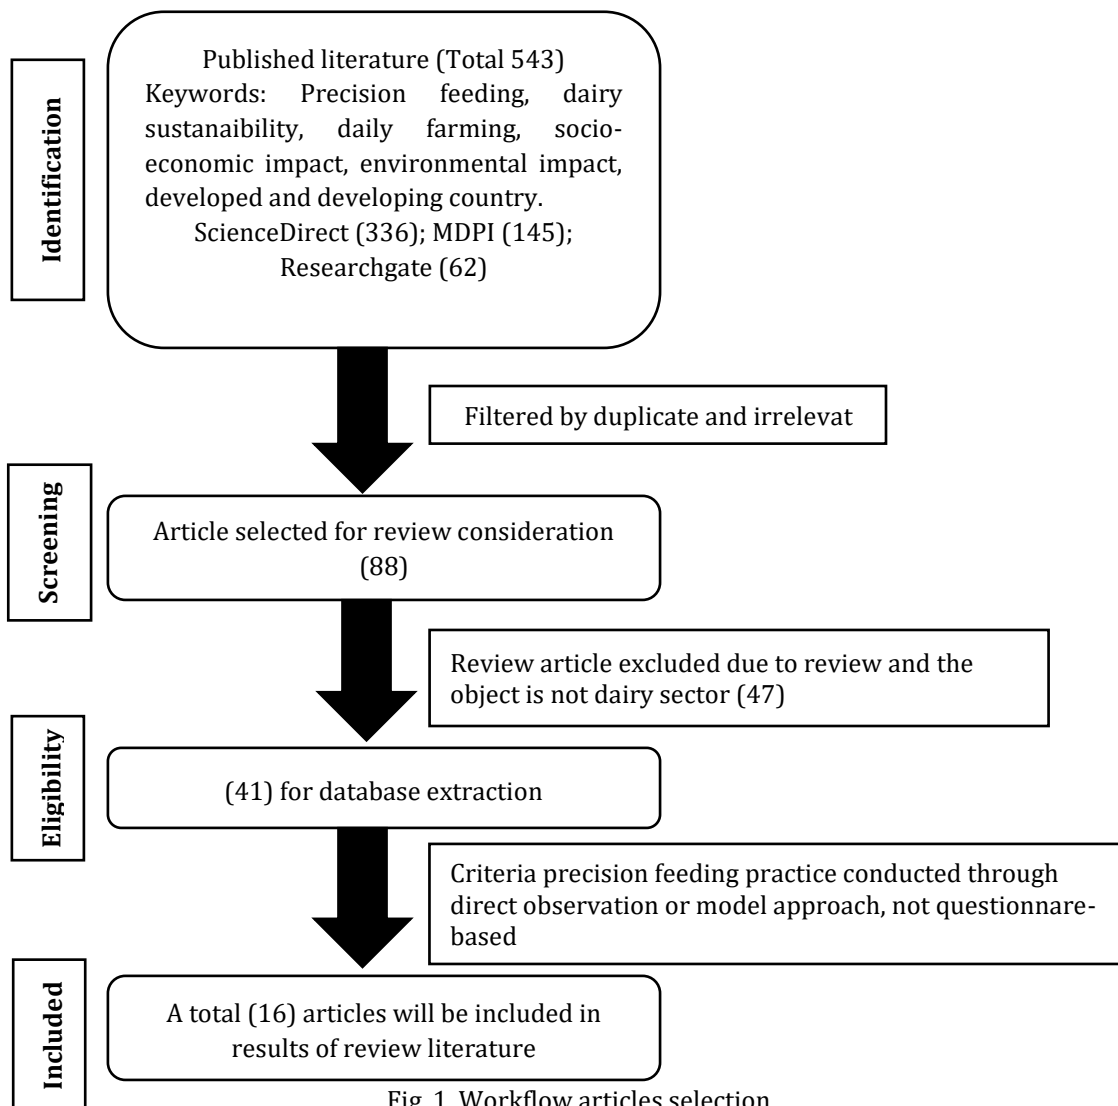 Identification
Published literature (Total 543)
Keywords: Precision feeding, dairy
sustanaibility, daily farming, socio-
economic impact, environmental impact,
developed and developing country.
ScienceDirect (336); MDPI (145);
Researchgate (62)
Filtered by duplicate and irrelevat
Screening
Article selected for review consideration
(88)
Review article excluded due to review and the
object is not dairy sector (47)
Eligibility
(41) for database extraction
Criteria precision feeding practice conducted through
direct observation or model approach, not questionnare-
based
Included
A total (16) articles will be included in
results of review literature
Fig. 1. Workflow articles selection